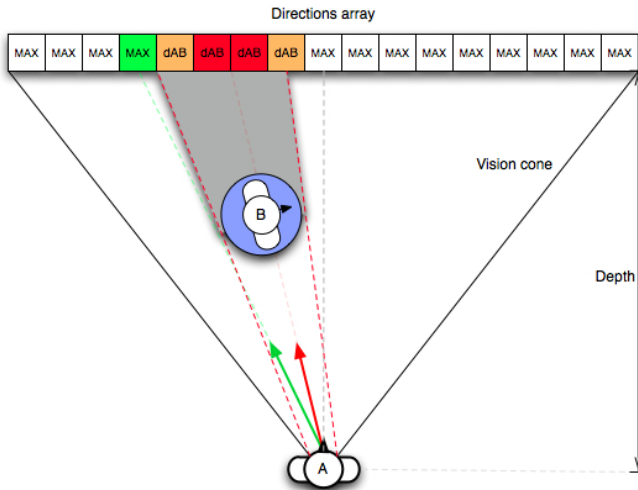 Directions array
MAX MAX MAX MAX dAB dAB dAB dAB MAX MAX MAX MAX MAX MAX MAX MAX MAX
Vision cone
B
Depth
A